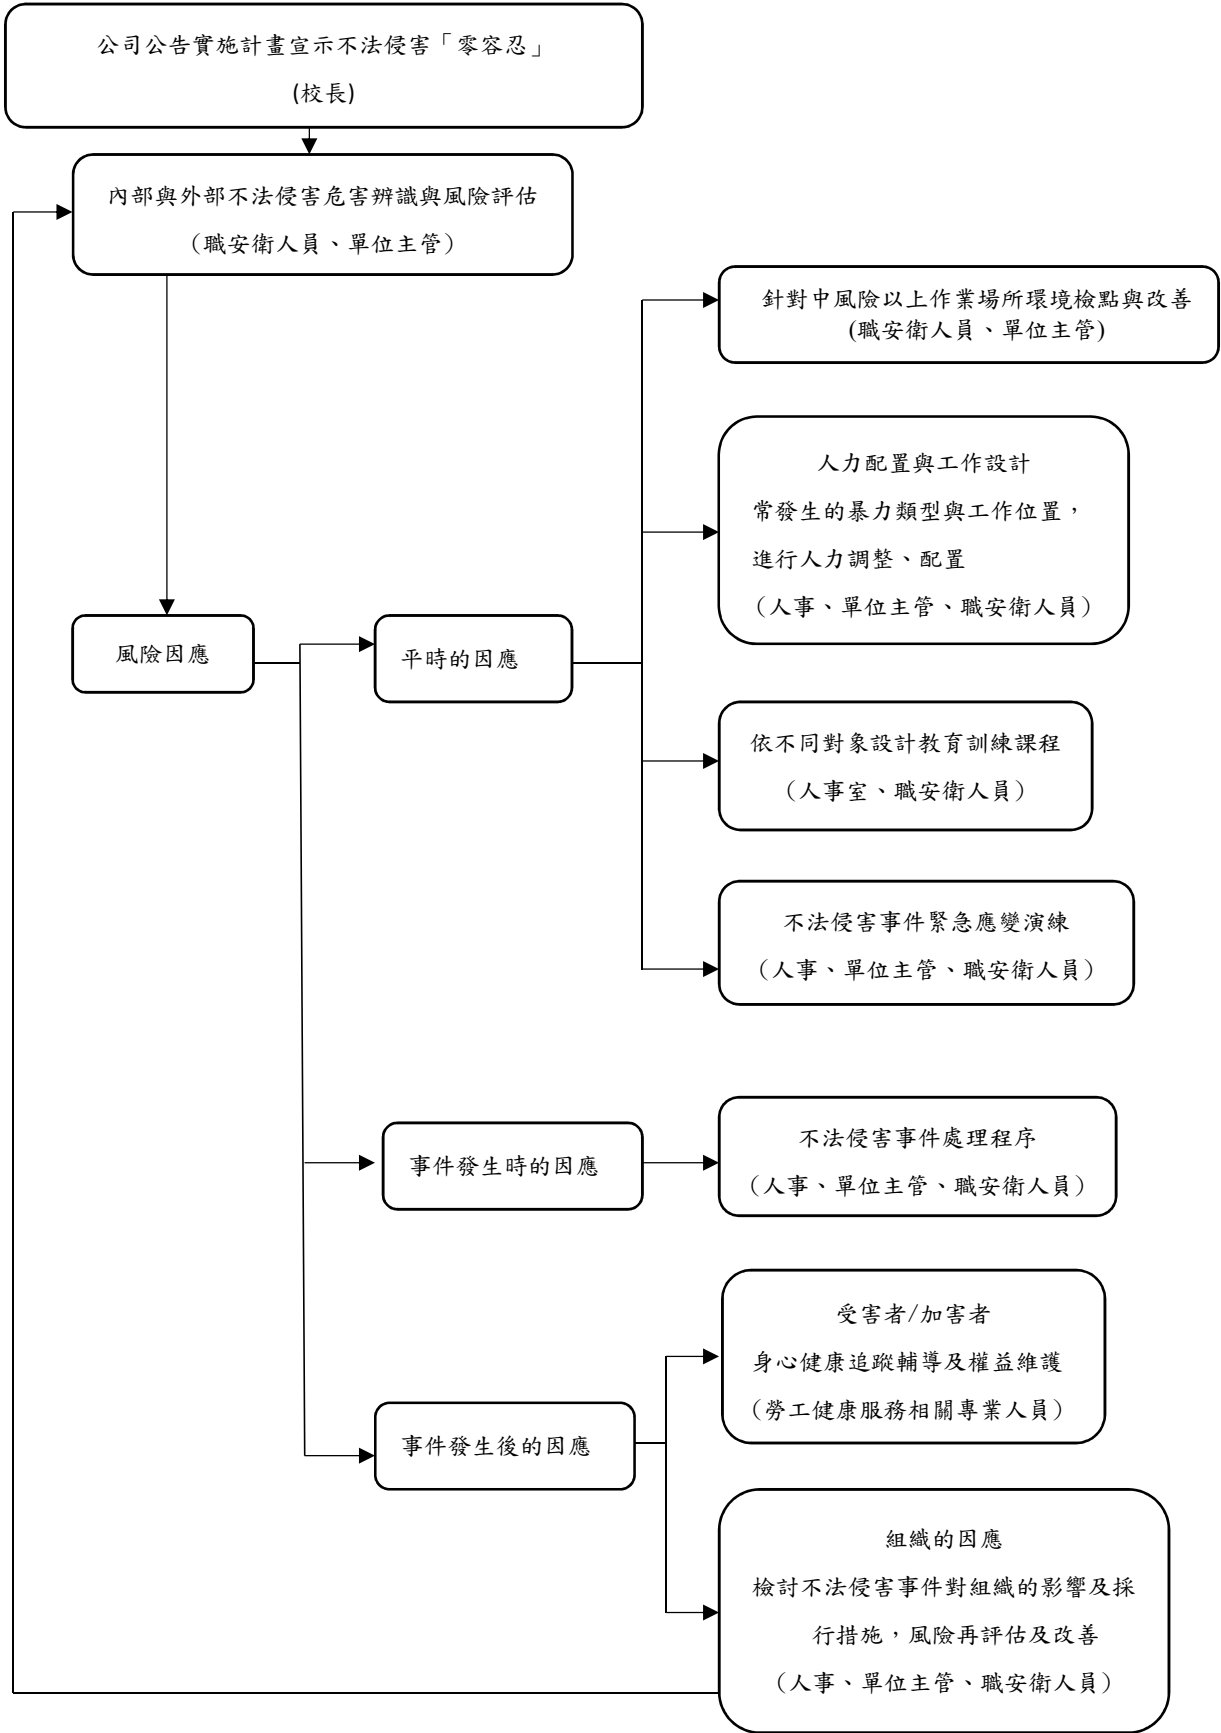 公司公告實施計畫宣示不法侵害「零容忍」
(校長)
內部與外部不法侵害危害辨識與風險評估
（職安衛人員、單位主管）
針對中風險以上作業場所環境檢點與改善
(職安衛人員、單位主管)
人力配置與工作設計
常發生的暴力類型與工作位置，
進行人力調整、配置
（人事、單位主管、職安衛人員）
風險因應
平時的因應
依不同對象設計教育訓練課程
（人事室、職安衛人員）
不法侵害事件緊急應變演練
（人事、單位主管、職安衛人員）
事件發生時的因應
不法侵害事件處理程序
（人事、單位主管、職安衛人員）
受害者/加害者
身心健康追蹤輔導及權益維護
（勞工健康服務相關專業人員）
事件發生後的因應
組織的因應
檢討不法侵害事件對組織的影響及採
行措施，風險再評估及改善
（人事、單位主管、職安衛人員）